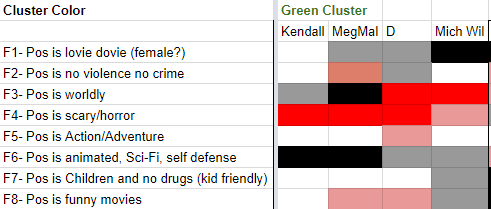 Cluster Color Green Cluster
Kendall MegMal D Mich Wil
F1- Pos is lovie dovie (female?)
F2- Pos is no violence no crime
F3- Pos is worldly
F4- Pos is scary/horror
F5- Pos is Action/Adventure
F6- Pos is animated, Sci-Fi, self defense
F7- Pos is Children and no drugs (kid friendly)
F8- Pos is funny movies